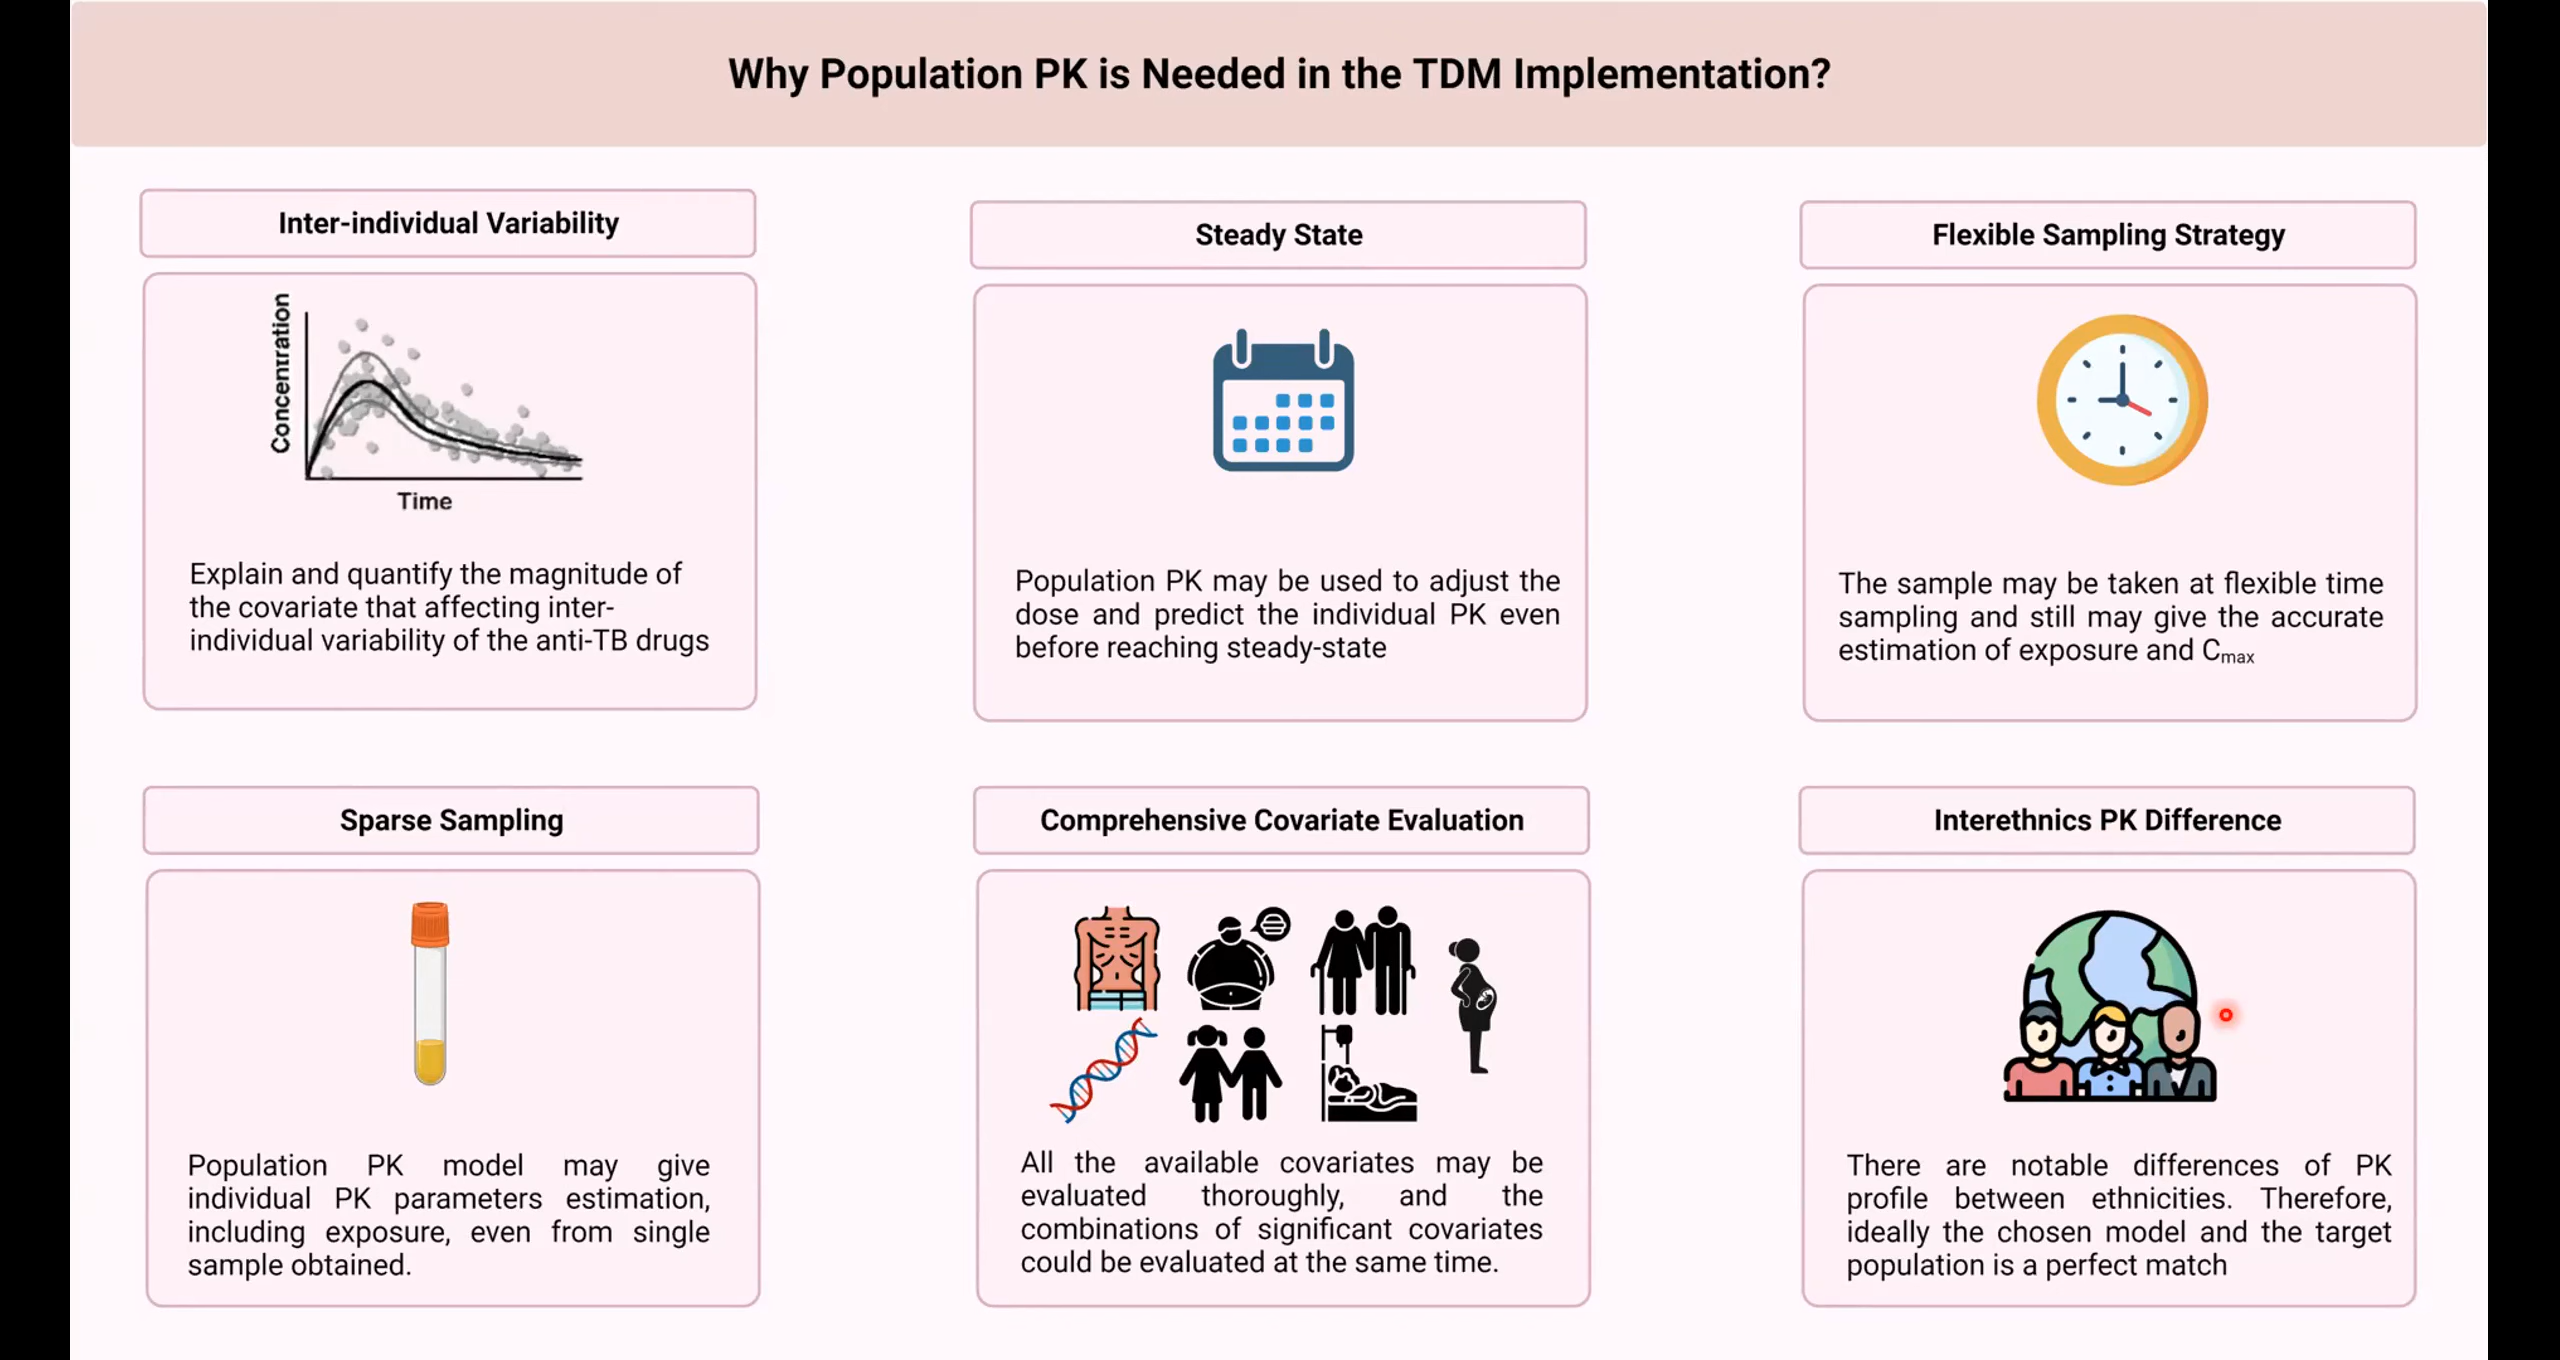 Why Population PK is Needed in the TDM Implementation?
Inter-individual Variability
Concentration
Time
Explain and quantify the magnitude of
the covariate that affecting inter-
individual variability of the anti-TB drugs
Steady State
Population PK may be used to adjust the
dose and predict the individual PK even
before reaching steady-state
Flexible Sampling Strategy
The sample may be taken at flexible time
sampling and still may give the accurate
estimation of exposure and Cmax
Sparse Sampling
Population PK model may give
individual PK parameters estimation,
including exposure, even from single
sample obtained.
Comprehensive Covariate Evaluation
All the available covariates may be
evaluated thoroughly, and the
combinations of significant covariates
could be evaluated at the same time.
Interethnics PK Difference
There are notable differences of PK
profile between ethnicities. Therefore,
ideally the chosen model and the target
population is a perfect match